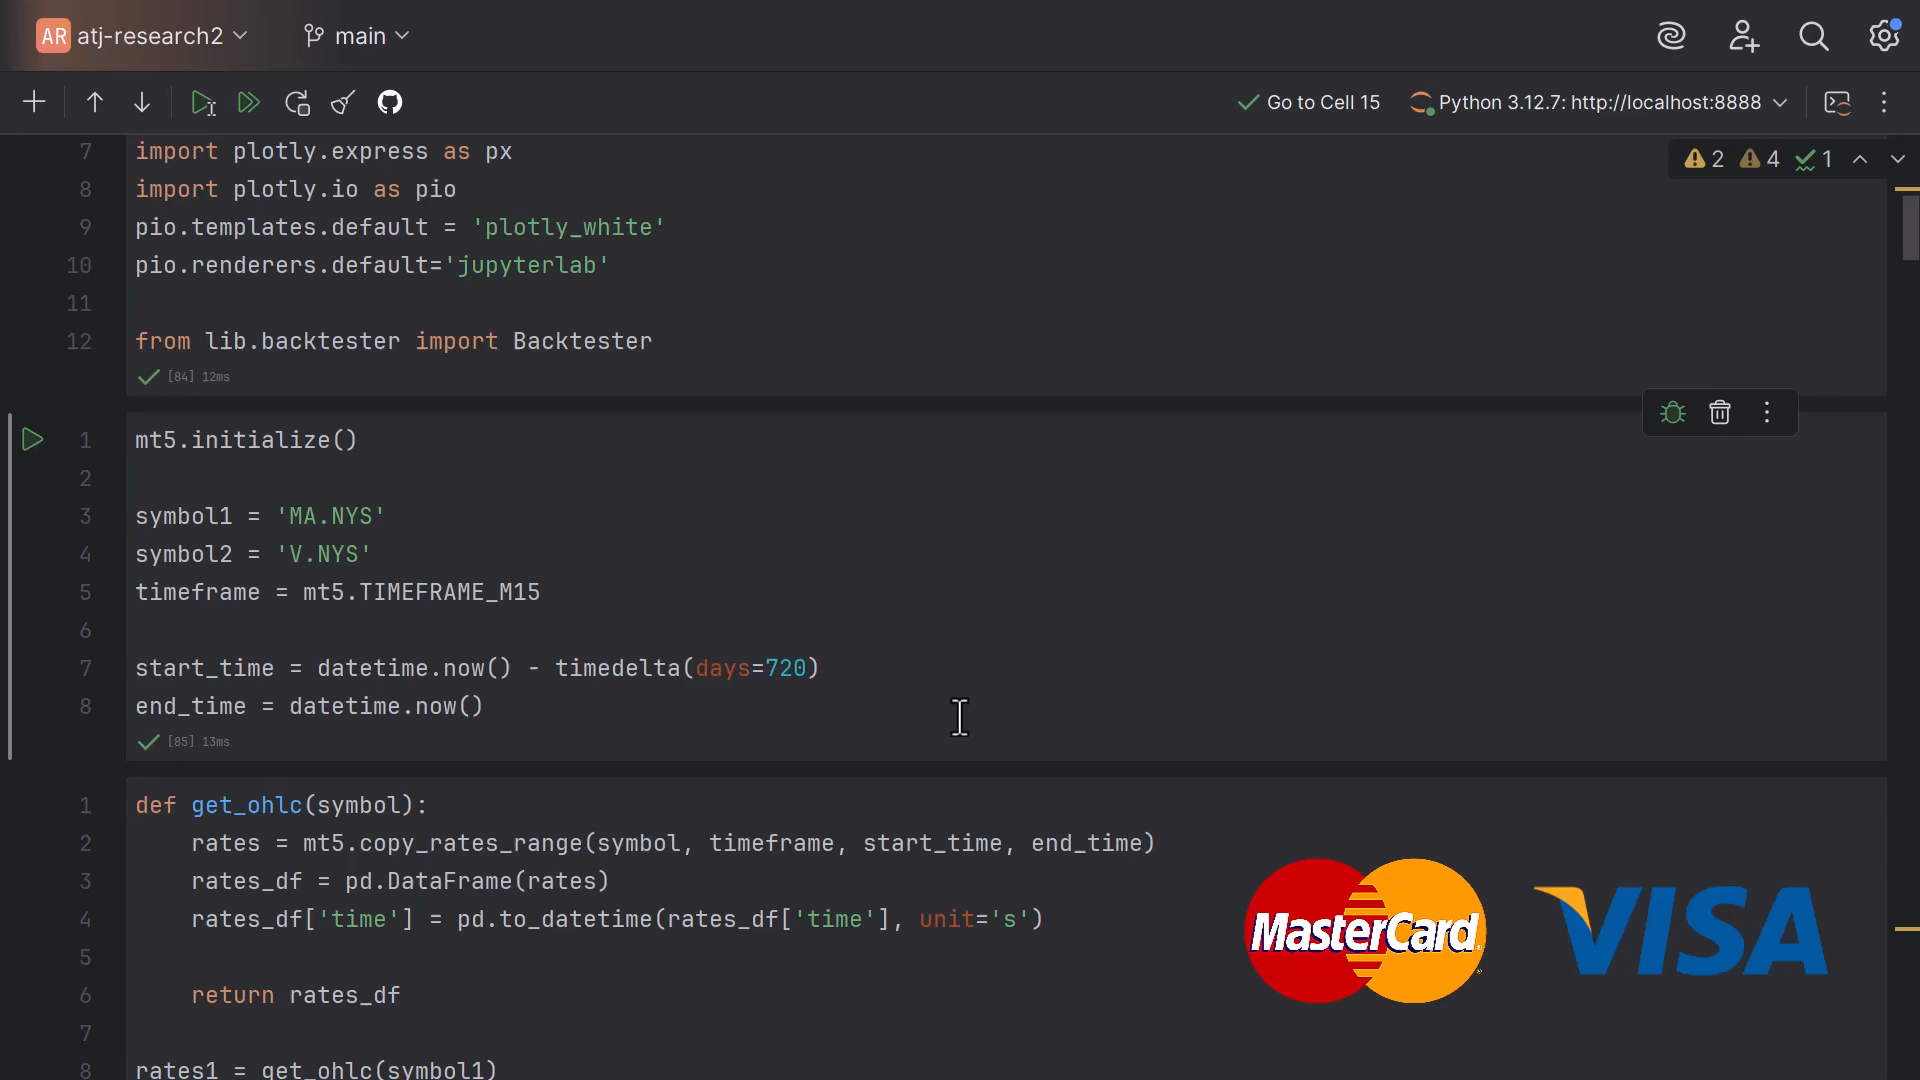 AR atj-research2 main
Go to Cell 15 Python 3.12.7: http://localhost:8888
2 4 1
7 import plotly.express as px
8 import plotly.io as pio
9 pio.templates.default = 'plotly_white'
10 pio.renderers.default='jupyterlab'
11
12 from lib.backtester import Backtester
[84] 12ms
1 mt5.initialize()
2
3 symbol1 = 'MA.NYS'
4 symbol2 = 'V.NYS'
5 timeframe = mt5.TIMEFRAME_M15
6
7 start_time = datetime.now() - timedelta(days=720)
8 end_time = datetime.now()
[85] 13ms
1 def get_ohlc(symbol):
2 rates = mt5.copy_rates_range(symbol, timeframe, start_time, end_time)
3 rates_df = pd.DataFrame(rates)
4 rates_df['time'] = pd.to_datetime(rates_df['time'], unit='s')
5
6 return rates_df
7
8 rates1 = get_ohlc(symbol1)
MasterCard VISA